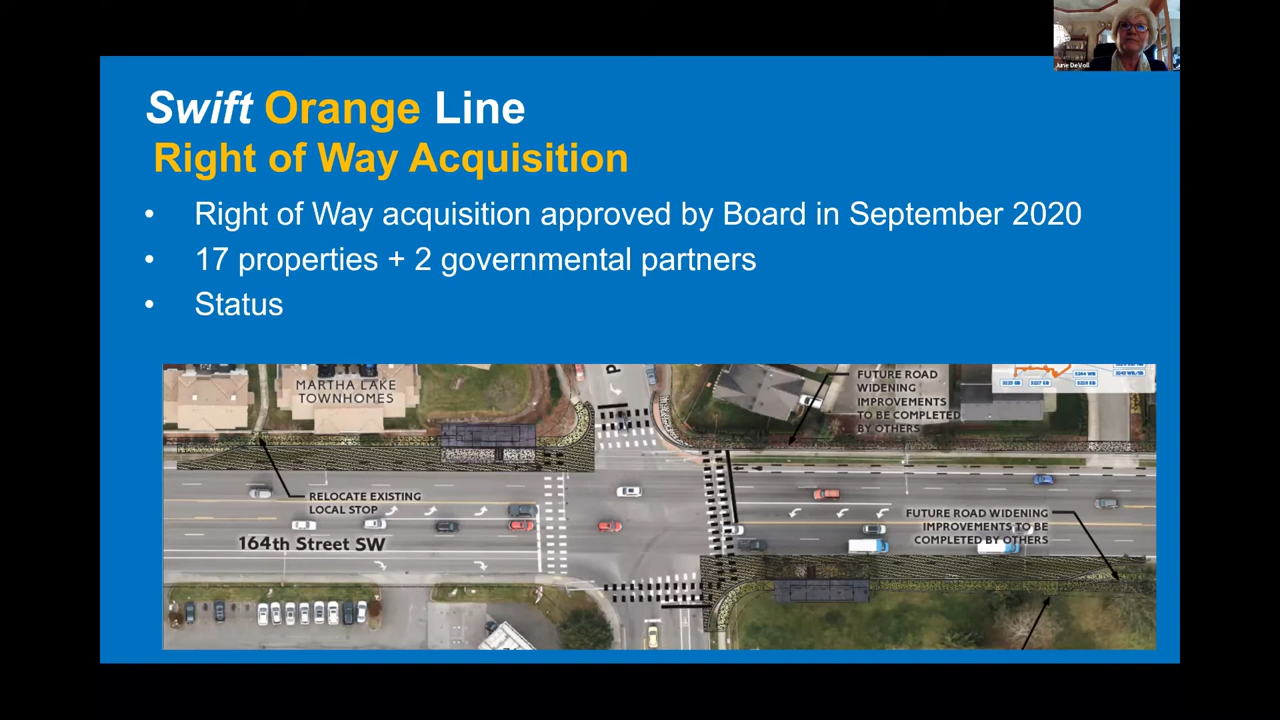 June DeVoll
Swift Orange Line
Right of Way Acquisition
• Right of Way acquisition approved by Board in September 2020
• 17 properties + 2 governmental partners
• Status
MARTHA LAKE
TOWNHOMES
FUTURE ROAD
WIDENING
IMPROVEMENTS
TO BE COMPLETED
BY OTHERS
RELOCATE EXISTING
LOCAL STOP
164th Street SW
FUTURE ROAD WIDENING
IMPROVEMENTS TO BE
COMPLETED BY OTHERS